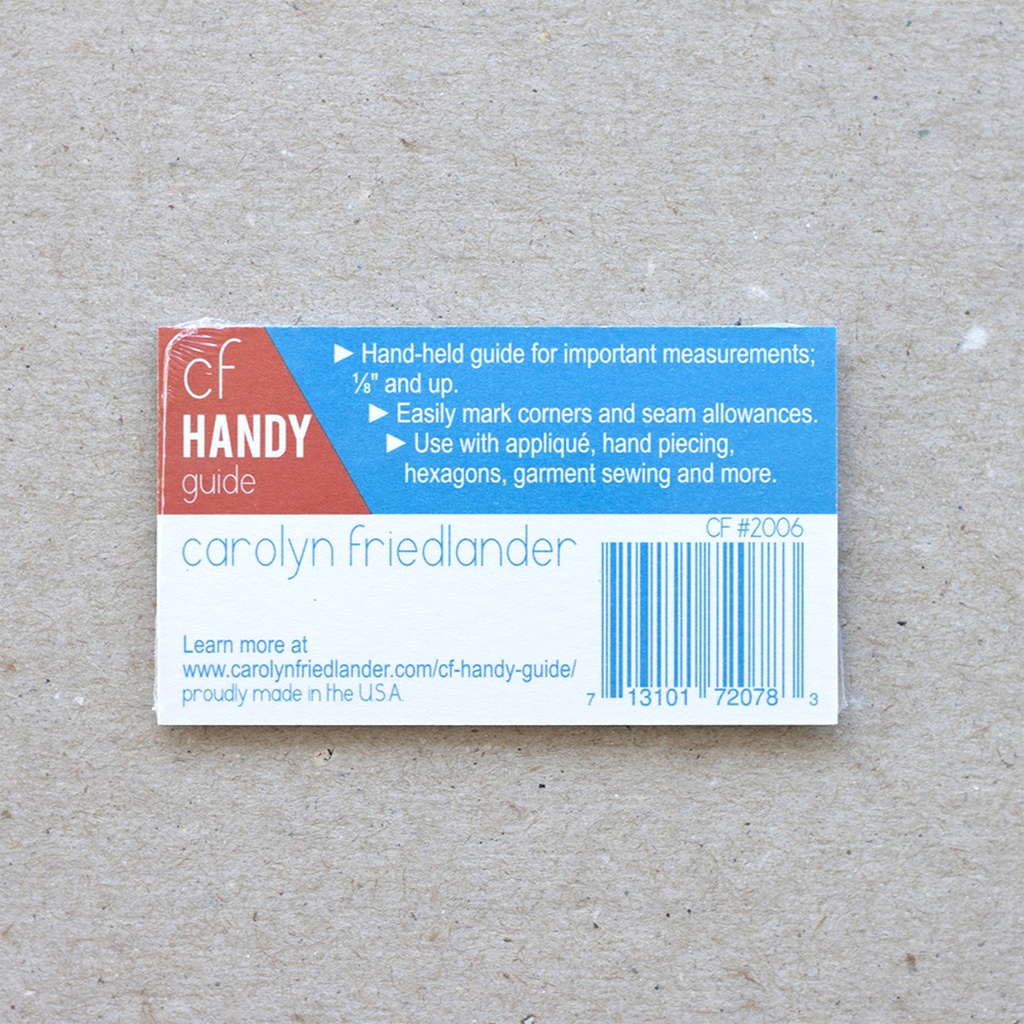 cf
HANDY
guide
► Hand-held guide for important measurements;
⅛" and up.
► Easily mark corners and seam allowances.
► Use with appliqué, hand piecing,
hexagons, garment sewing and more.
carolyn friedlander
CF #2006
Learn more at
www.carolynfriedlander.com/cf-handy-guide/
proudly made in the U.S.A.
7 13101 72078 3